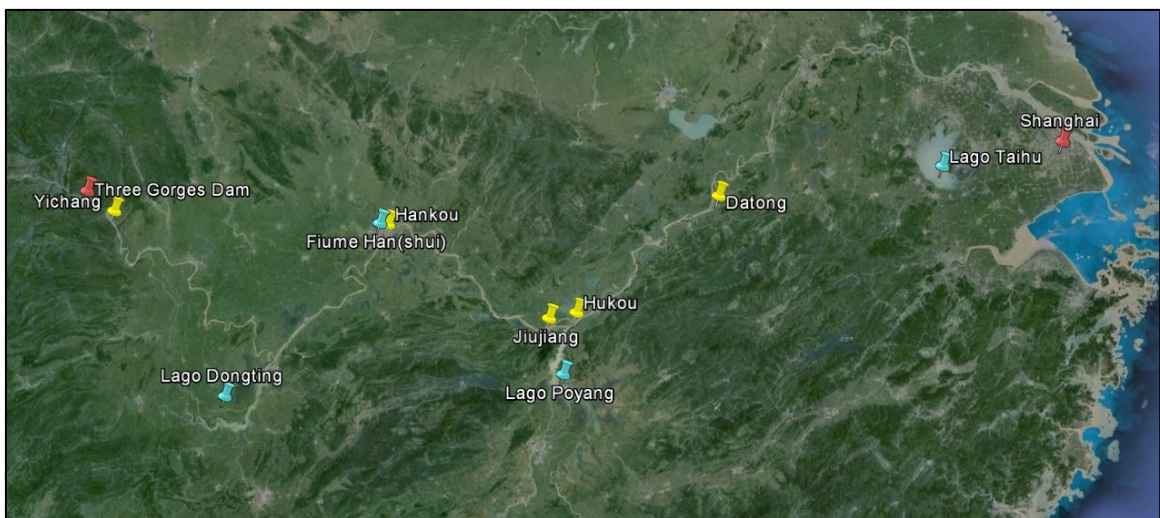 Shanghai
Lago Taihu
Three Gorges Dam
Yichang
Datong
Hankou
Fiume Han(shui)
Hukou
Jiujiang
Lago Dongting
Lago Poyang